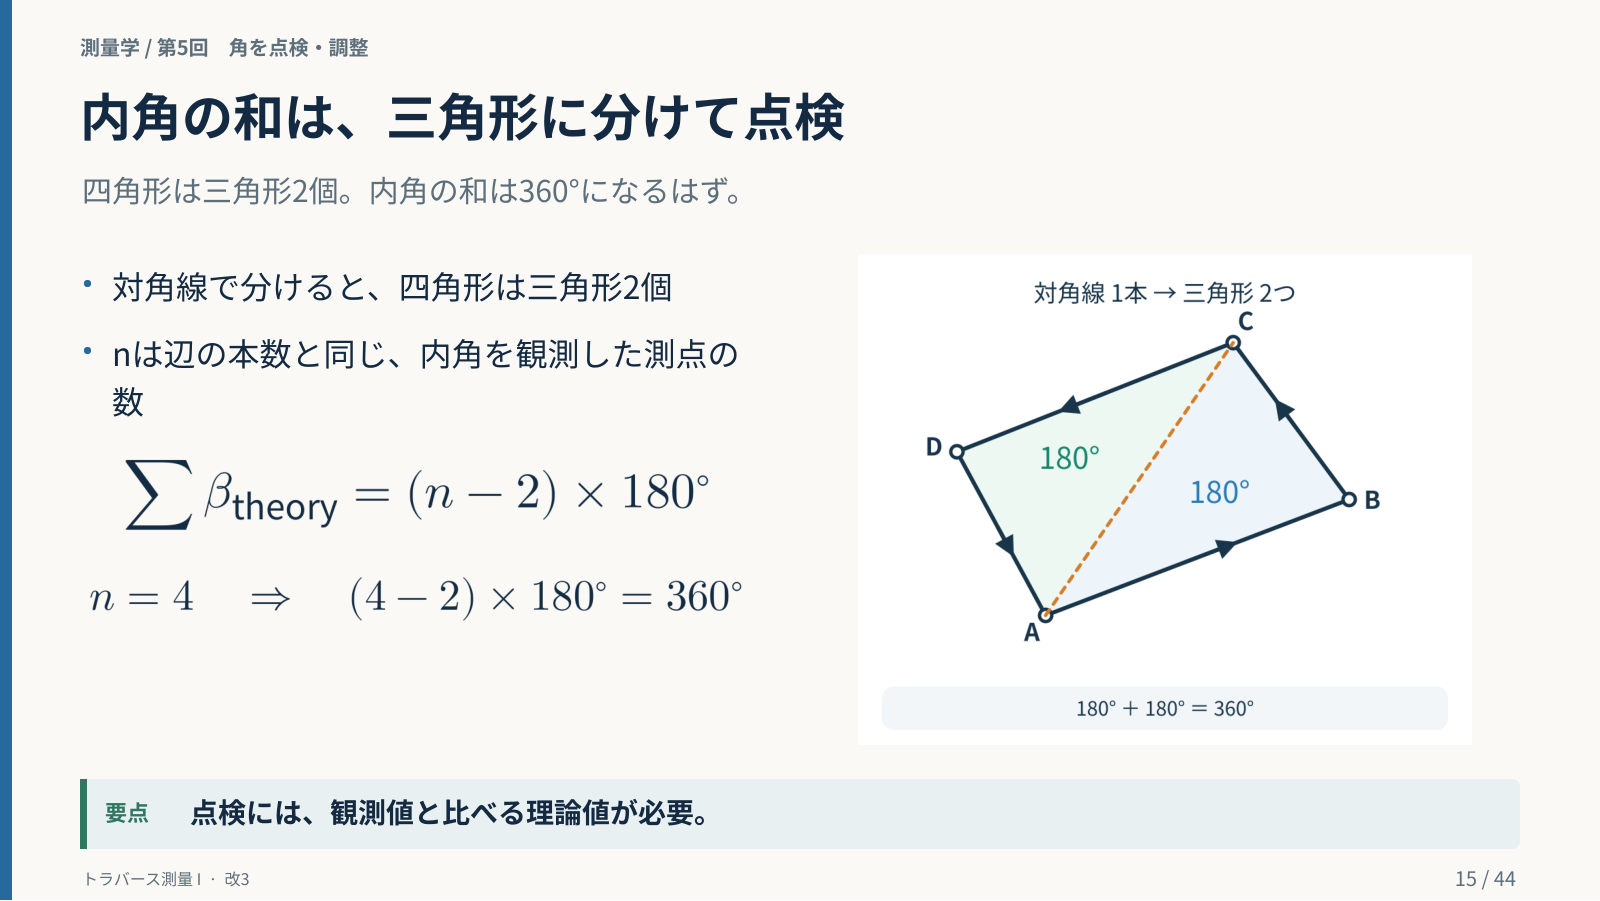 測量学 / 第5回　角を点検・調整
内角の和は、三角形に分けて点検
四角形は三角形2個。内角の和は360°になるはず。
• 対角線で分けると、四角形は三角形2個
• nは辺の本数と同じ、内角を観測した測点の
数
∑ β_theory = (n − 2) × 180°
n = 4 ⇒ (4 − 2) × 180° = 360°
対角線 1本 → 三角形 2つ
C
D
180°
180°
B
A
180° + 180° = 360°
要点 点検には、観測値と比べる理論値が必要。
トラバース測量 I · 改3
15 / 44